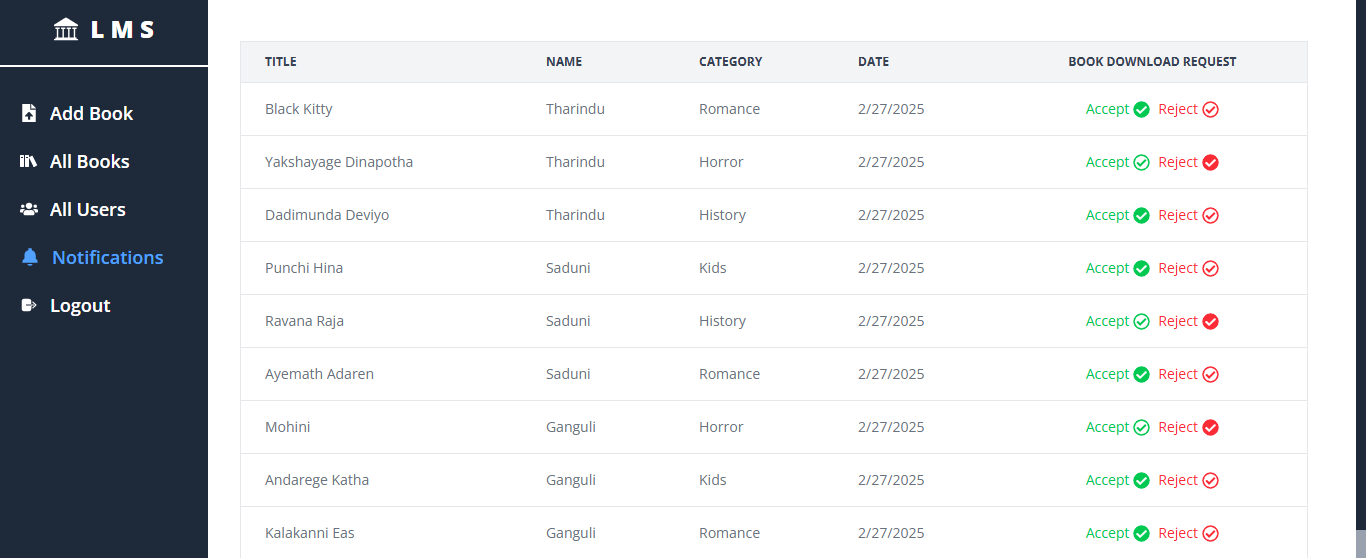 LMS
Add Book
All Books
All Users
Notifications
Logout
TITLE NAME CATEGORY DATE BOOK DOWNLOAD REQUEST
Black Kitty Tharindu Romance 2/27/2025 Accept Reject
Yakshayage Dinapotha Tharindu Horror 2/27/2025 Accept Reject
Dadimunda Deviyo Tharindu History 2/27/2025 Accept Reject
Punchi Hina Saduni Kids 2/27/2025 Accept Reject
Ravana Raja Saduni History 2/27/2025 Accept Reject
Ayemath Adaren Saduni Romance 2/27/2025 Accept Reject
Mohini Ganguli Horror 2/27/2025 Accept Reject
Andarege Katha Ganguli Kids 2/27/2025 Accept Reject
Kalakanni Eas Ganguli Romance 2/27/2025 Accept Reject